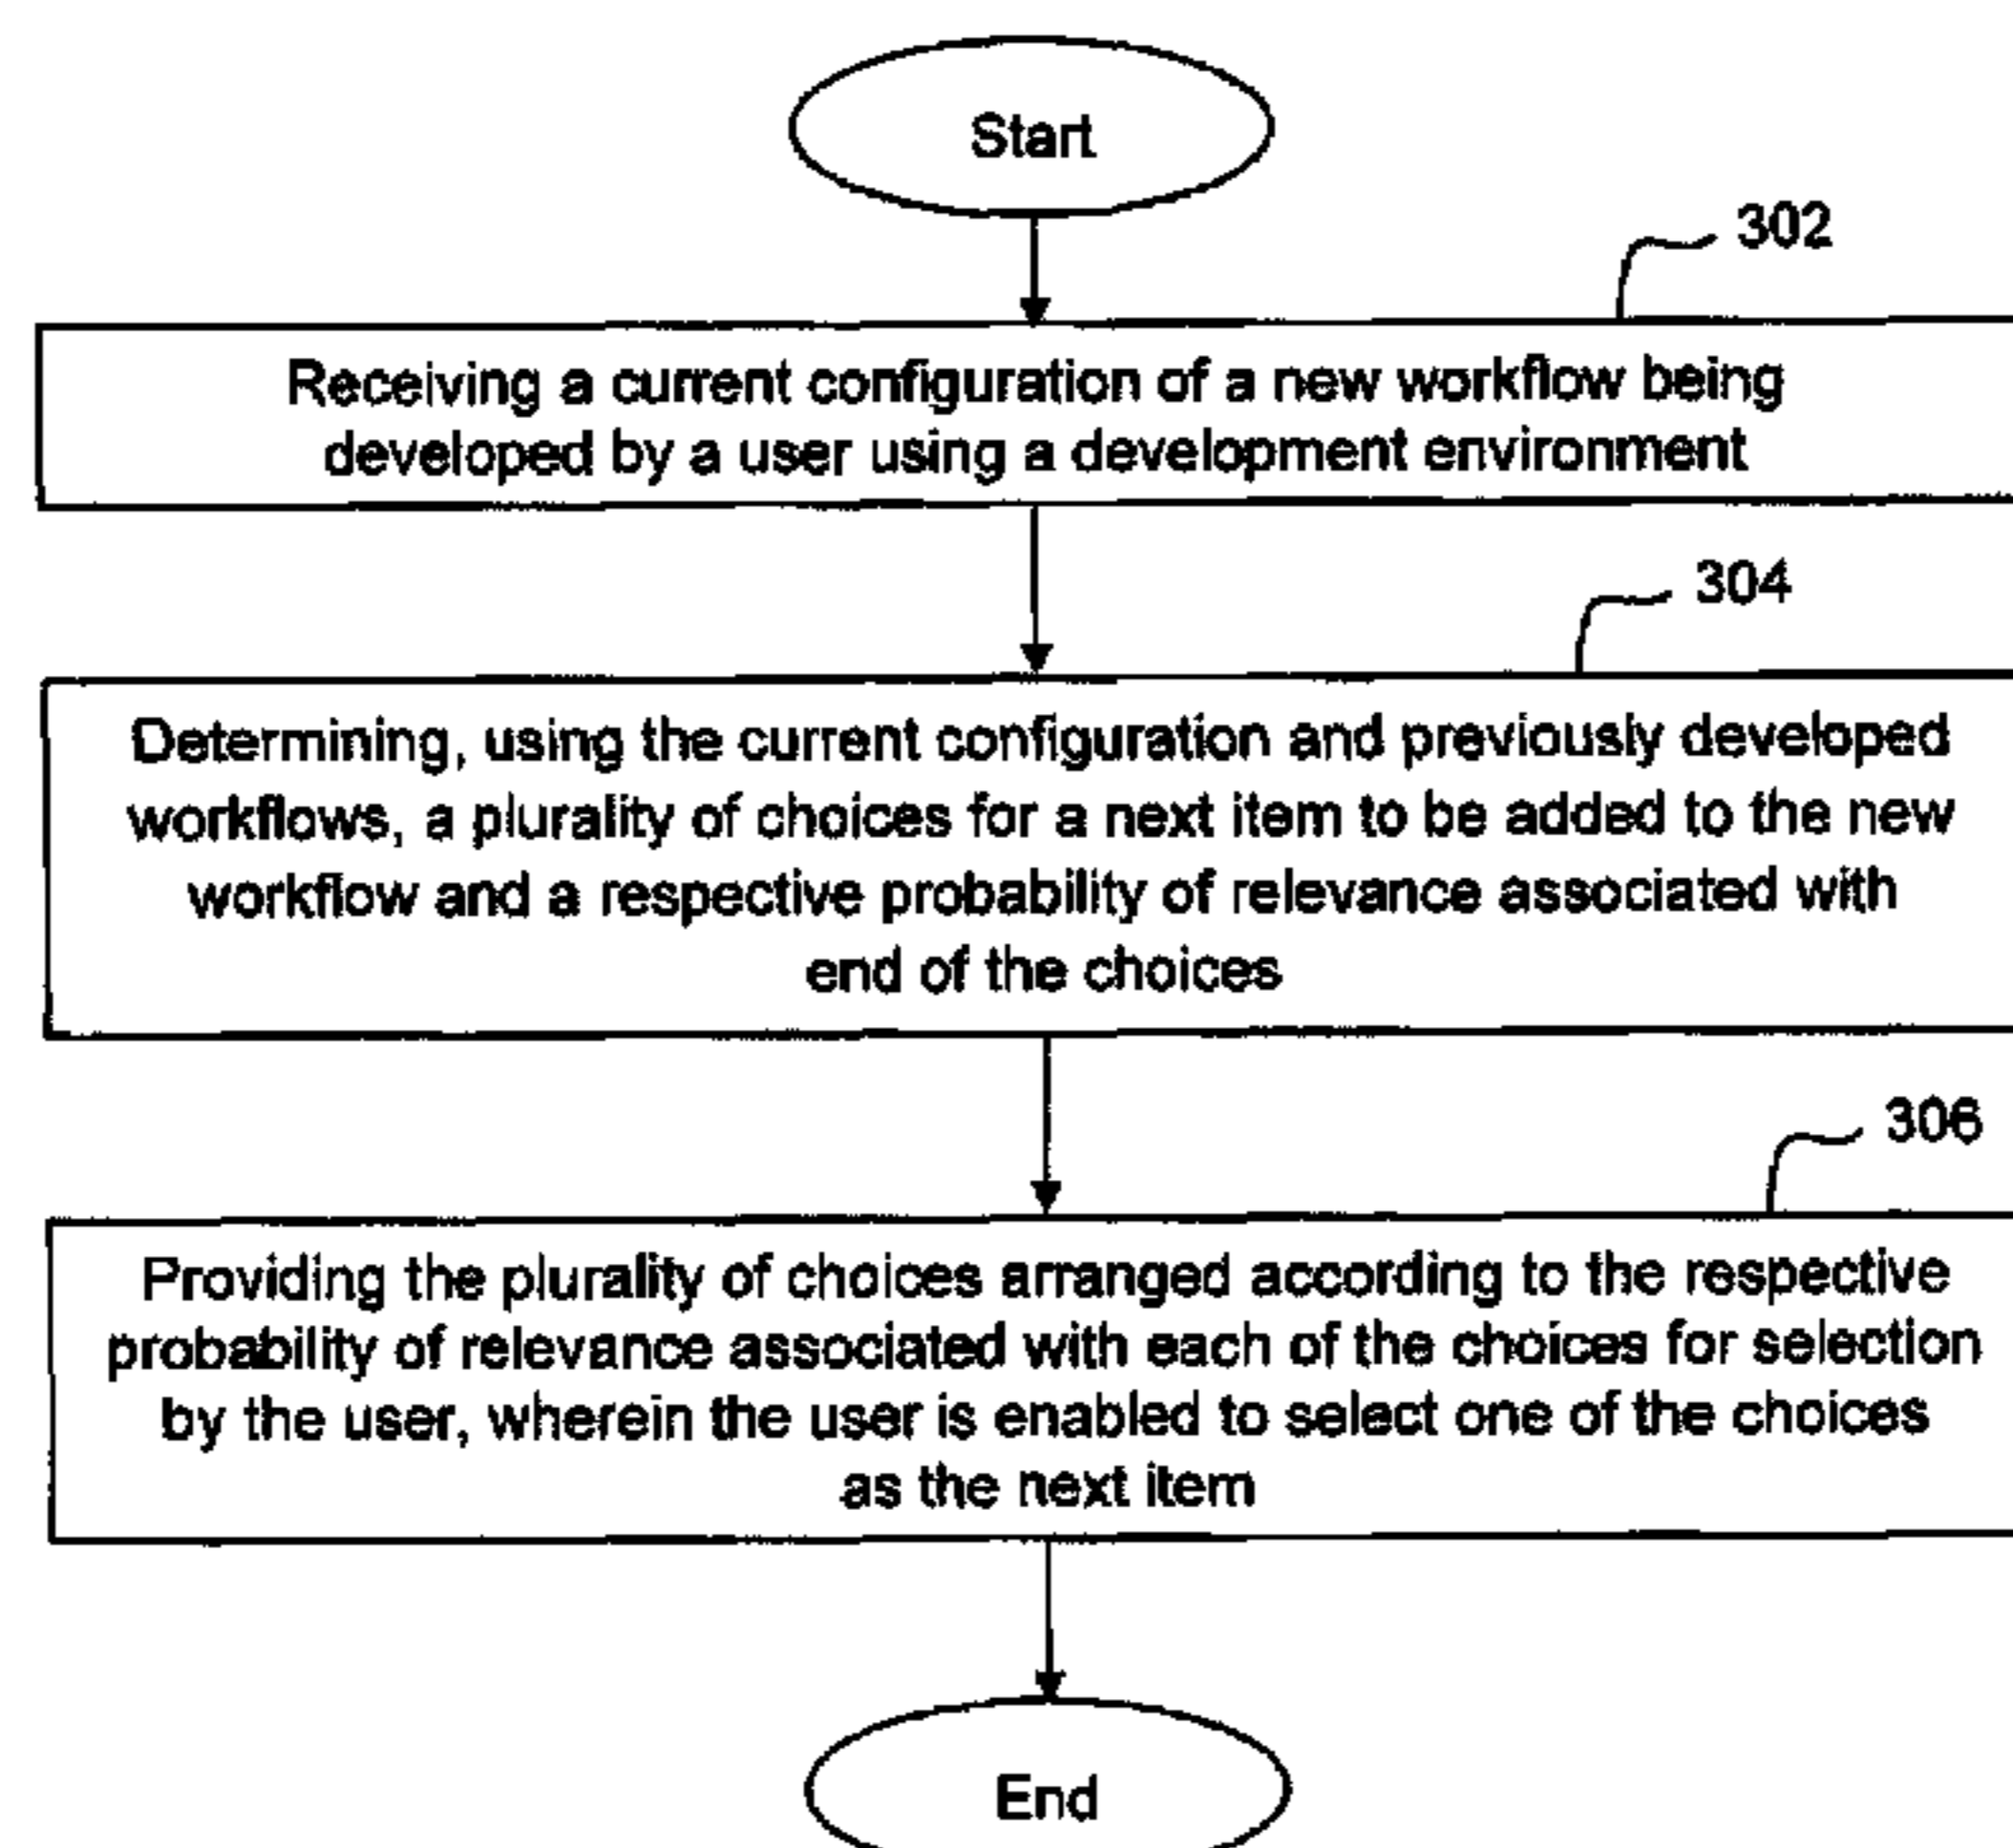 Start
302
Receiving a current configuration of a new workflow being
developed by a user using a development environment
304
Determining, using the current configuration and previously developed
workflows, a plurality of choices for a next item to be added to the new
workflow and a respective probability of relevance associated with
end of the choices
306
Providing the plurality of choices arranged according to the respective
probability of relevance associated with each of the choices for selection
by the user, wherein the user is enabled to select one of the choices
as the next item
End